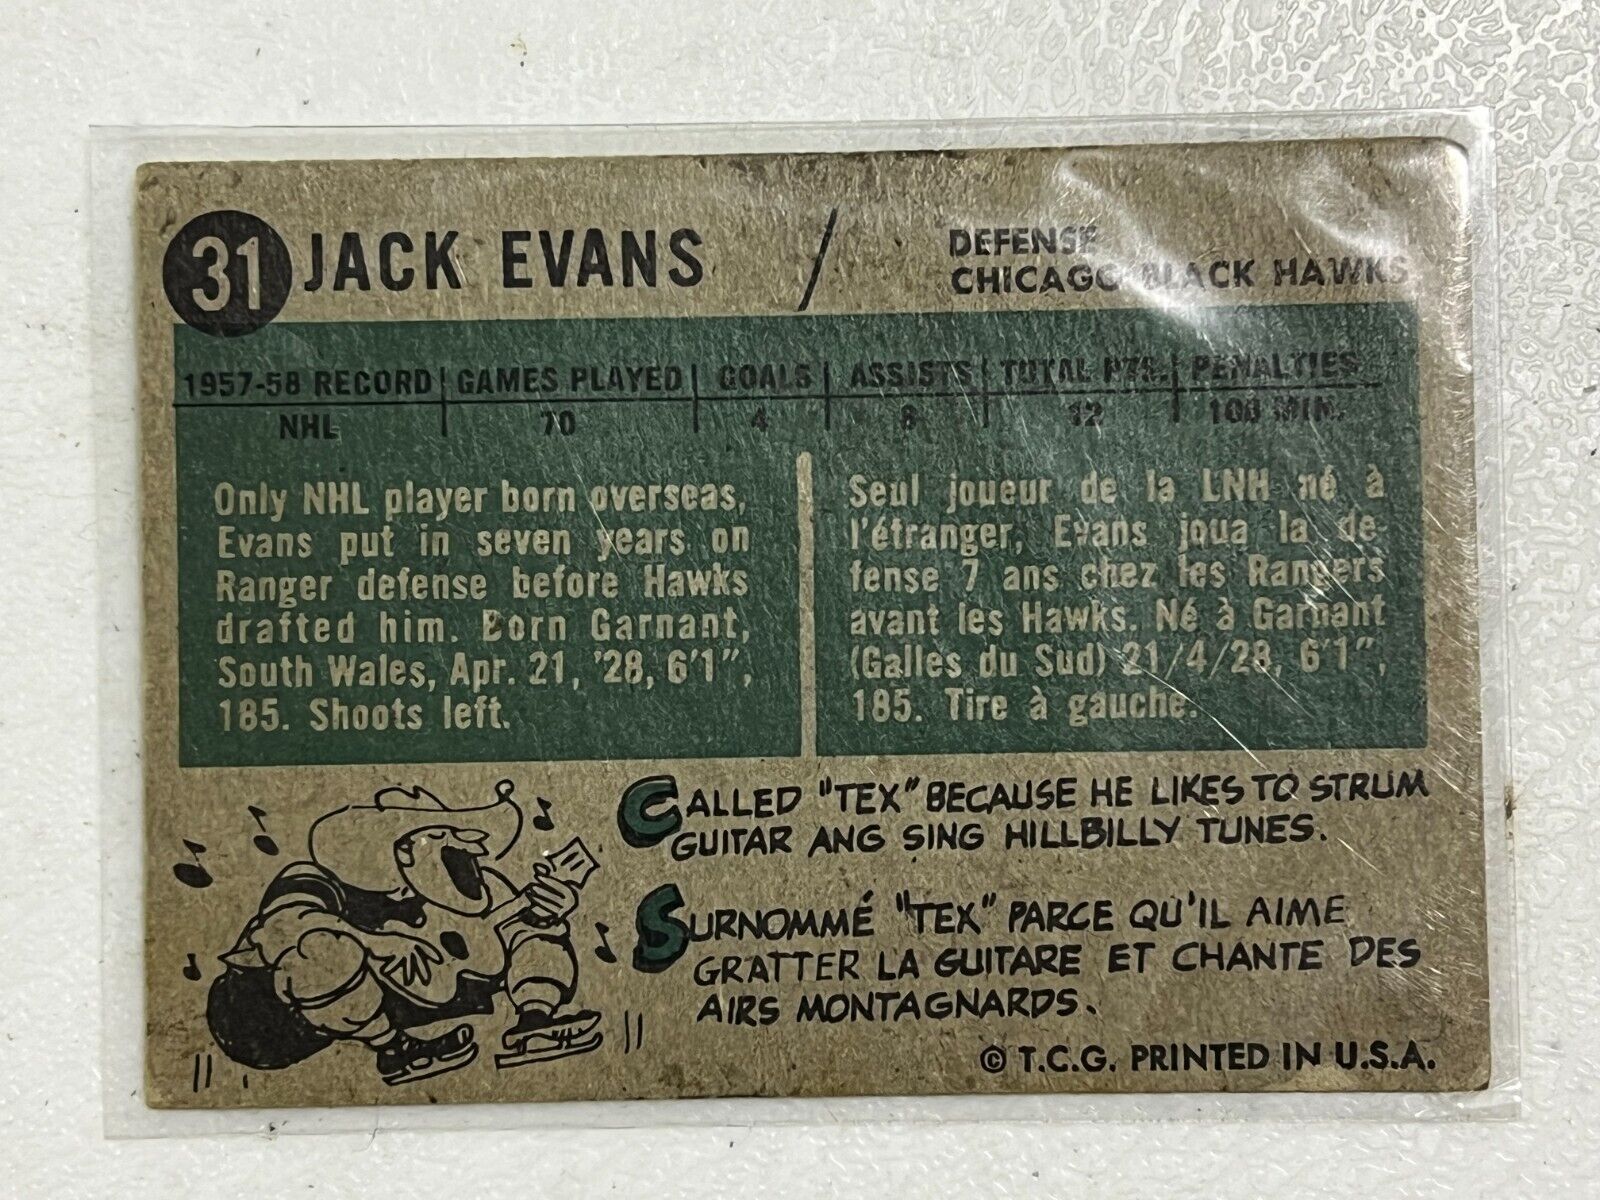 31 JACK EVANS / DEFENSE
CHICAGO BLACK HAWKS
1957-58 RECORD GAMES PLAYED GOALS ASSISTS TOTAL PTS. PENALTIES
NHL 70 4 8 12 100 MIN.
Only NHL player born overseas,
Evans put in seven years on
Ranger defense before Hawks
drafted him. Born Garnant,
South Wales, Apr. 21, '28, 6'1",
185. Shoots left.
Seul joueur de la LNH né à
l'étranger, Evans joua la de-
fense 7 ans chez les Rangers
avant les Hawks. Né à Garnant
(Galles du Sud) 21/4/28, 6'1",
185. Tire à gauche.
CALLED "TEX" BECAUSE HE LIKES TO STRUM
GUITAR ANG SING HILLBILLY TUNES.
SURNOMMÉ "TEX" PARCE QU'IL AIME
GRATTER LA GUITARE ET CHANTE DES
AIRS MONTAGNARDS.
© T.C.G. PRINTED IN U.S.A.